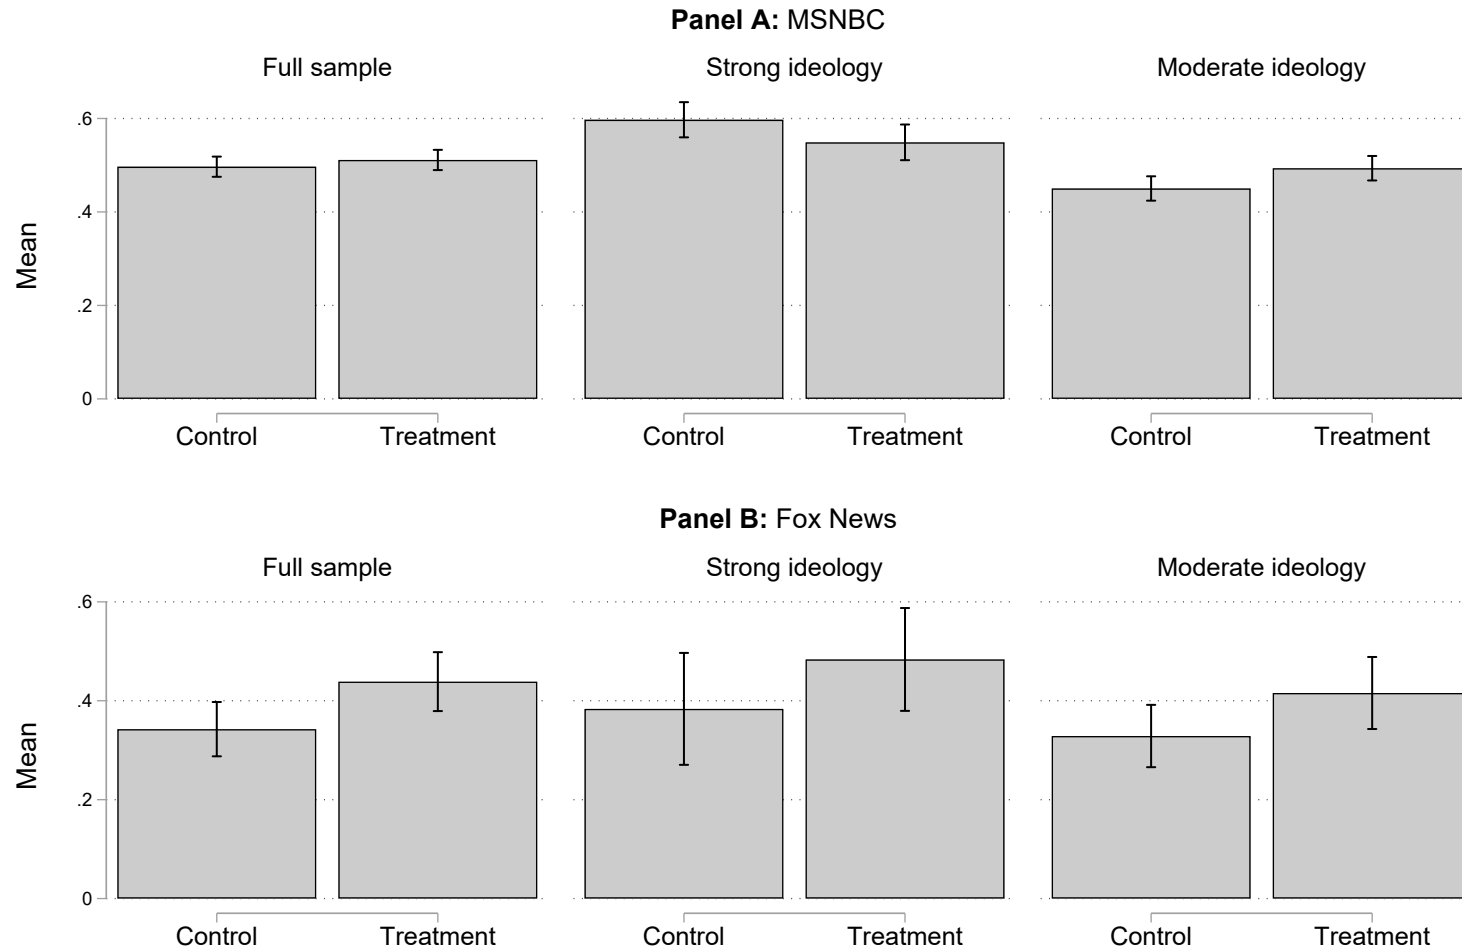 Panel A: MSNBC
Full sample Strong ideology Moderate ideology
Mean
.6
.4
.2
0
Control Treatment Control Treatment Control Treatment
Panel B: Fox News
Full sample Strong ideology Moderate ideology
Mean
.6
.4
.2
0
Control Treatment Control Treatment Control Treatment